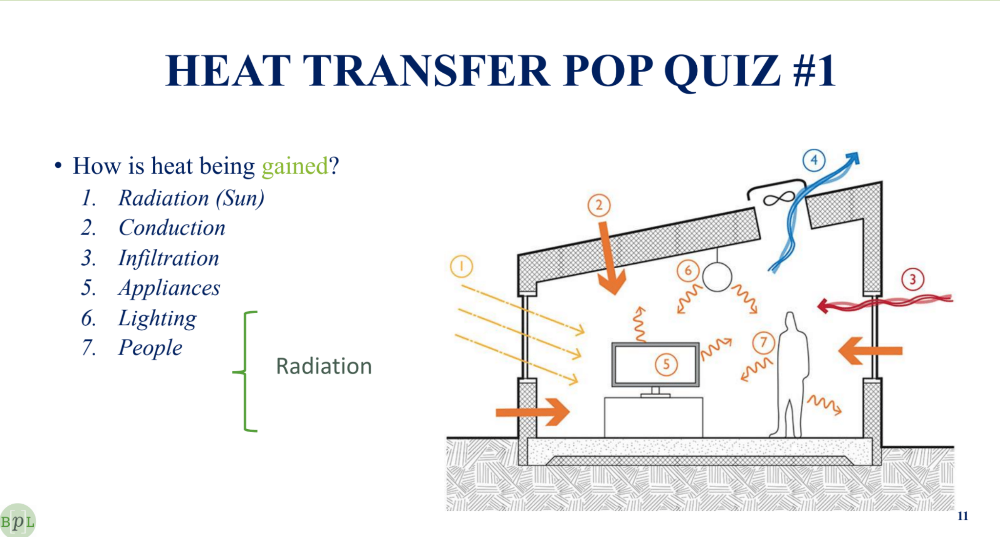 HEAT TRANSFER POP QUIZ #1
• How is heat being gained?
1. Radiation (Sun)
2. Conduction
3. Infiltration
5. Appliances
6. Lighting
7. People
Radiation
1
2
3
4
5
6
7
B[p]L
11